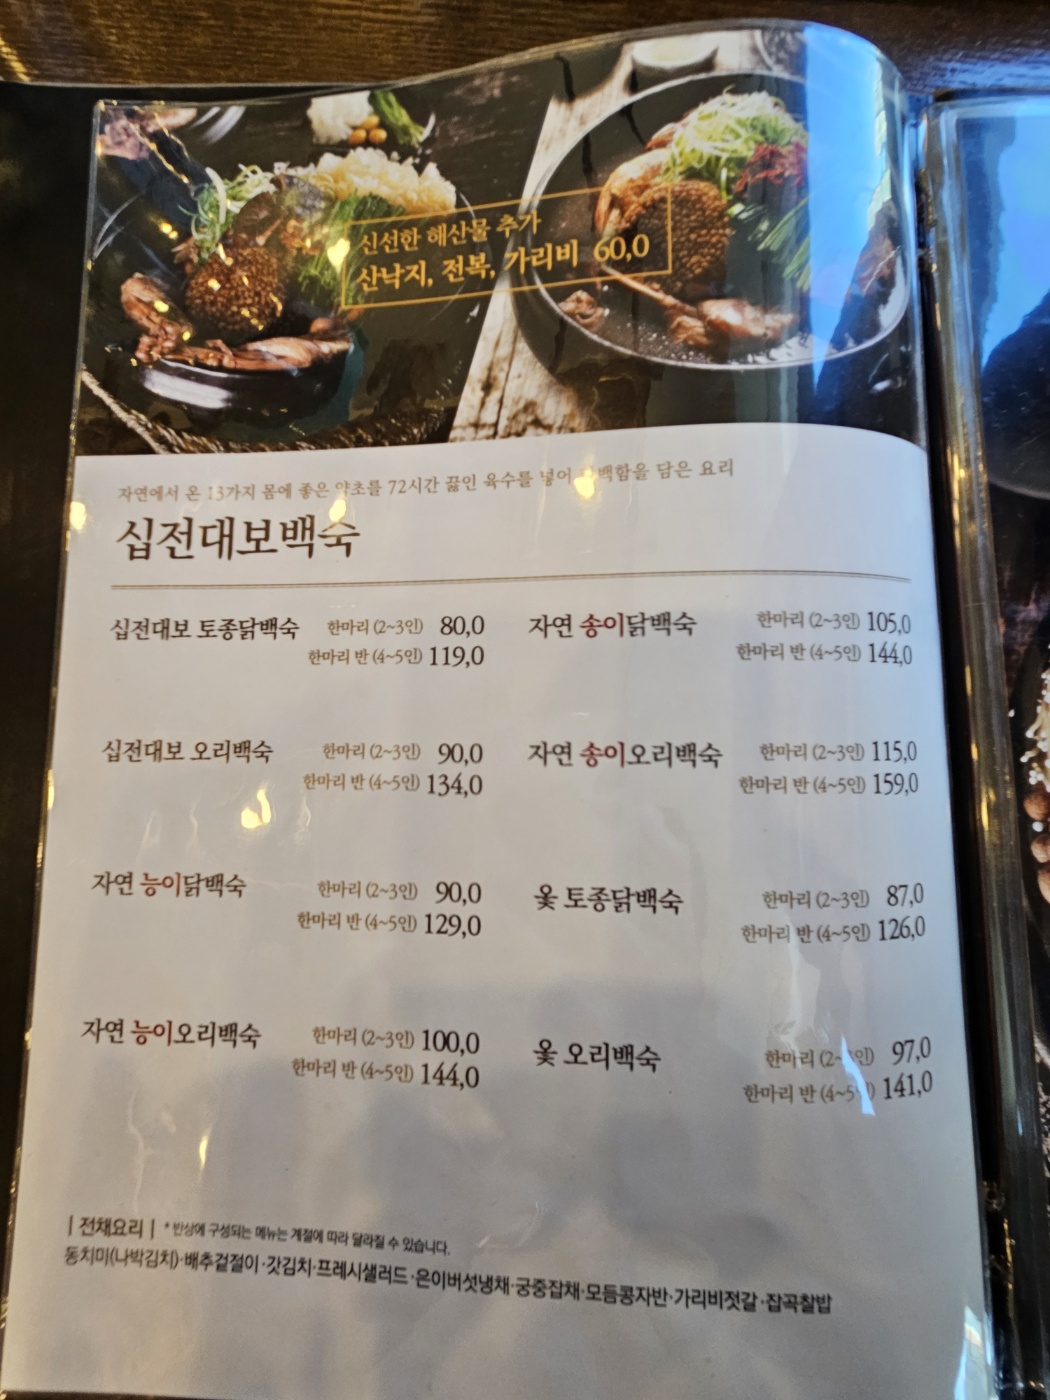 신선한 해산물 추가
산낙지, 전복, 가리비 60,0
자연에서 온 13가지 몸에 좋은 약초를 72시간 끓인 육수를 넣어 담백함을 담은 요리
십전대보백숙
십전대보 토종닭백숙 한마리 (2~3인) 80,0
한마리 반 (4~5인) 119,0
자연 송이닭백숙 한마리 (2~3인) 105,0
한마리 반 (4~5인) 144,0
십전대보 오리백숙 한마리 (2~3인) 90,0
한마리 반 (4~5인) 134,0
자연 송이오리백숙 한마리 (2~3인) 115,0
한마리 반 (4~5인) 159,0
자연 능이닭백숙 한마리 (2~3인) 90,0
한마리 반 (4~5인) 129,0
옻 토종닭백숙 한마리 (2~3인) 87,0
한마리 반 (4~5인) 126,0
자연 능이오리백숙 한마리 (2~3인) 100,0
한마리 반 (4~5인) 144,0
옻 오리백숙 한마리 (2~3인) 97,0
한마리 반 (4~5인) 141,0
| 전채요리 | * 반상에 구성되는 메뉴는 계절에 따라 달라질 수 있습니다.
동치미(나박김치)·배추겉절이·갓김치·프레시샐러드·은이버섯냉채·궁중잡채·모듬콩자반·가리비젓갈·잡곡찰밥